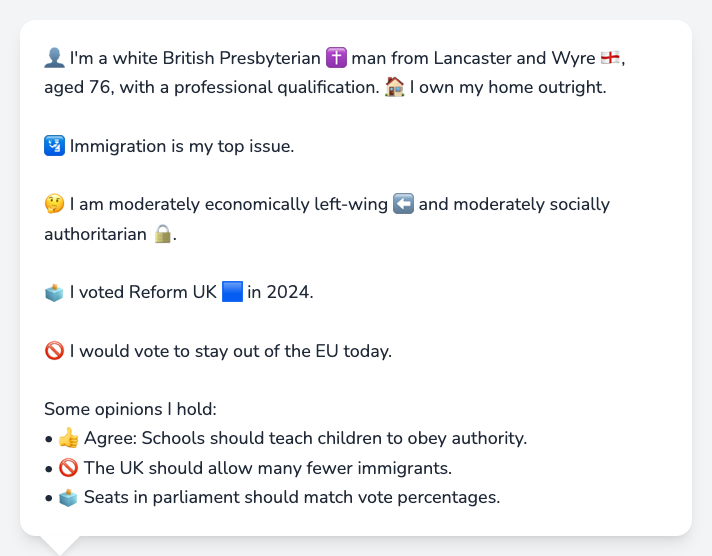 👤 I'm a white British Presbyterian ✝️ man from Lancaster and Wyre 🏴󠁧󠁢󠁥󠁮󠁧󠁿,
aged 76, with a professional qualification. 🏠 I own my home outright.
🛂 Immigration is my top issue.
🤔 I am moderately economically left-wing ⬅️ and moderately socially
authoritarian 🔒.
🗳️ I voted Reform UK 🟦 in 2024.
🚫 I would vote to stay out of the EU today.
Some opinions I hold:
• 👍 Agree: Schools should teach children to obey authority.
• 🚫 The UK should allow many fewer immigrants.
• 🗳️ Seats in parliament should match vote percentages.